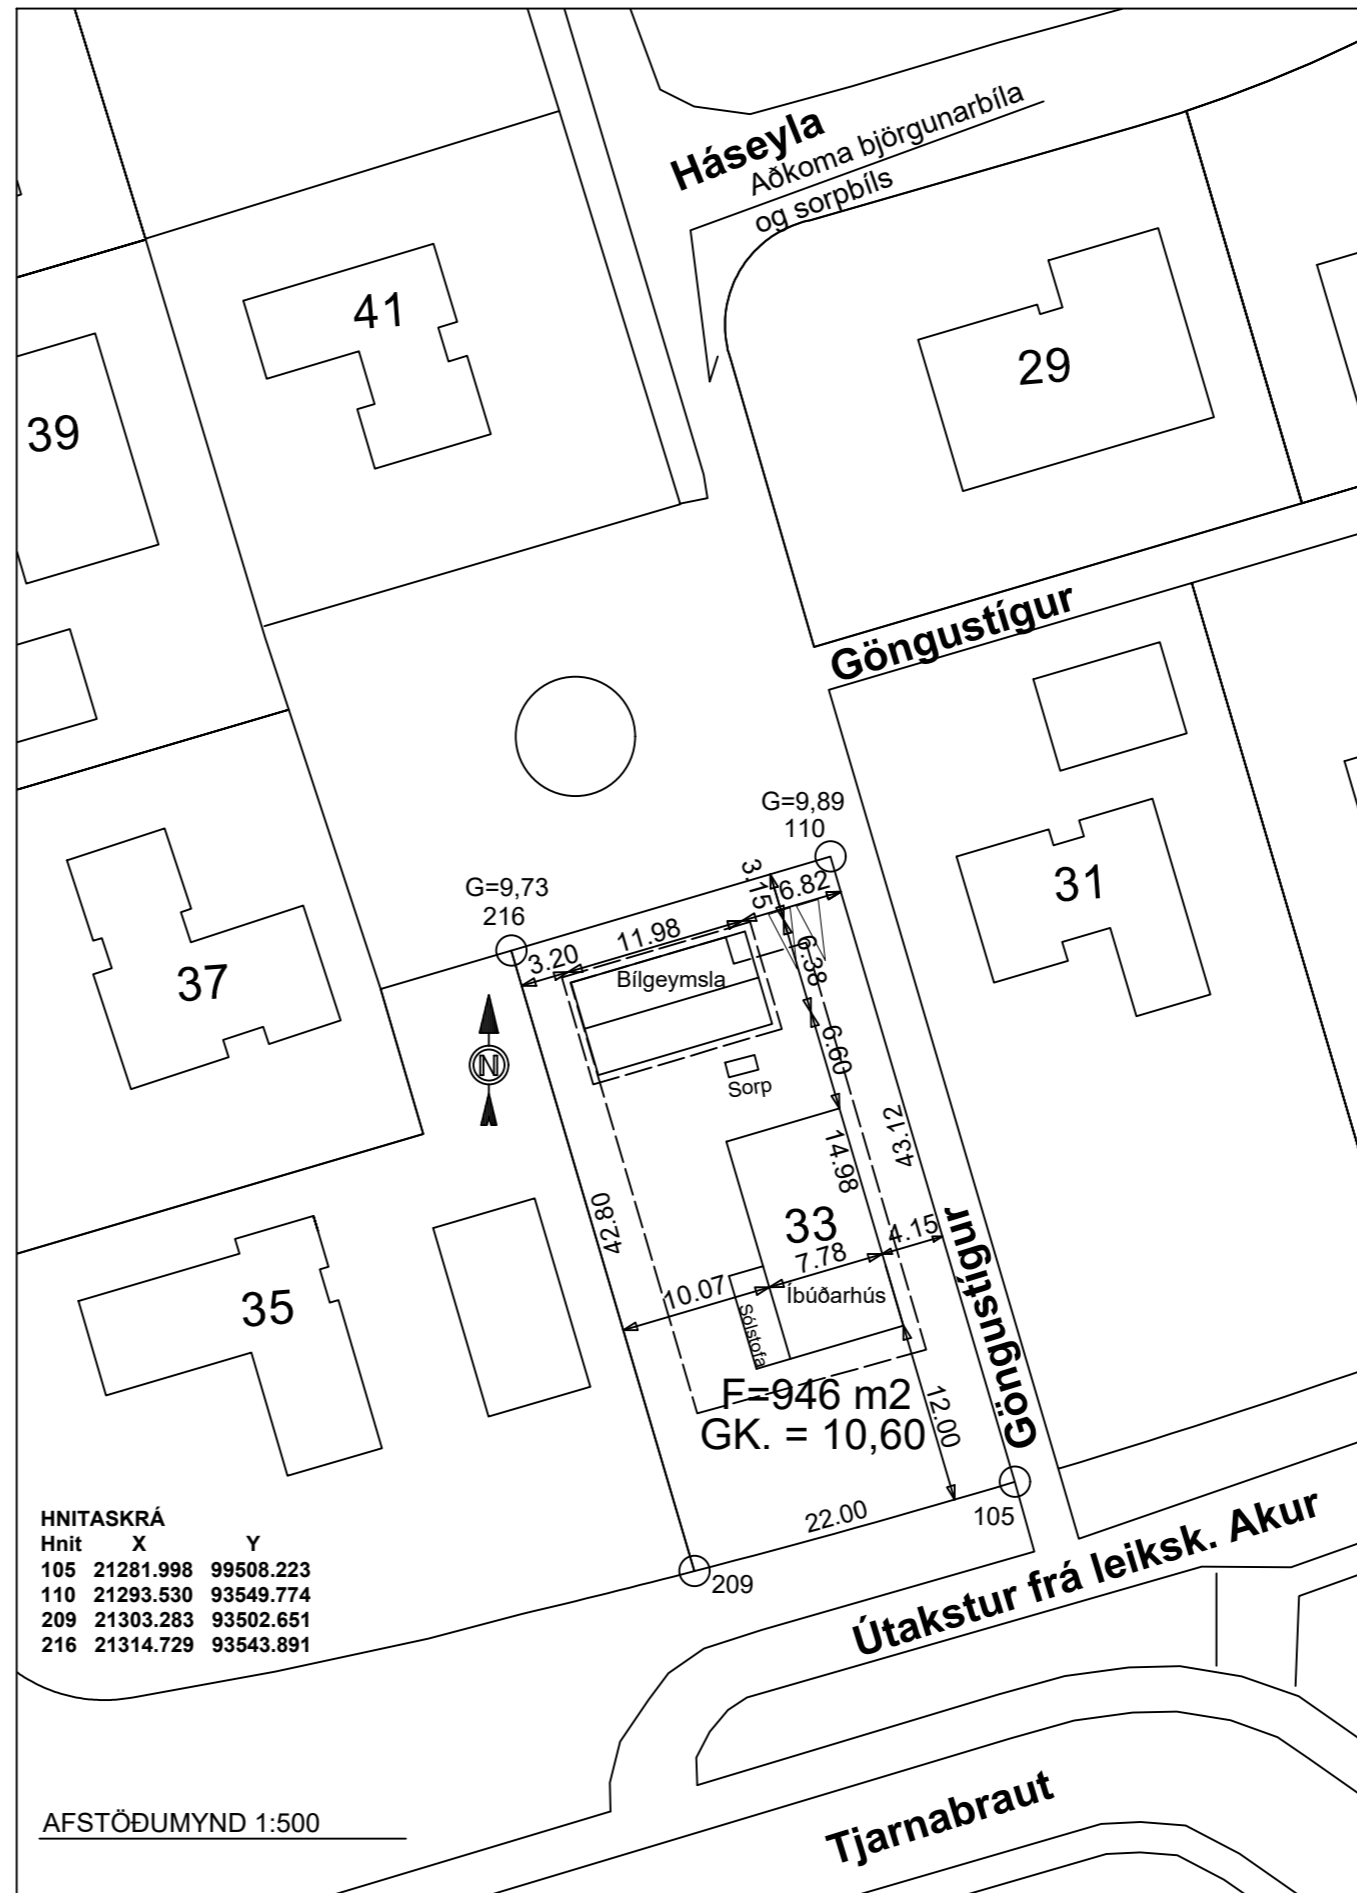 Háseyla
Aðkoma björgunarbíla
og sorpbíls
41
29
39
Göngustígur
G=9,89
110
G=9,73
216
3.15
6.82
31
11.98
3.20
6.38
37
Bílgeymsla
N
6.60
Sorp
43.12
14.98
42.80
33
4.15
7.78
10.07
Íbúðarhús
Sólstofa
35
Göngustígur
F=946 m2
GK. = 10,60
12.00
22.00
105
209
Útakstur frá leiksk. Akur
HNITASKRÁ
Hnit X Y
105 21281.998 99508.223
110 21293.530 93549.774
209 21303.283 93502.651
216 21314.729 93543.891
Tjarnabraut
AFSTÖÐUMYND 1:500